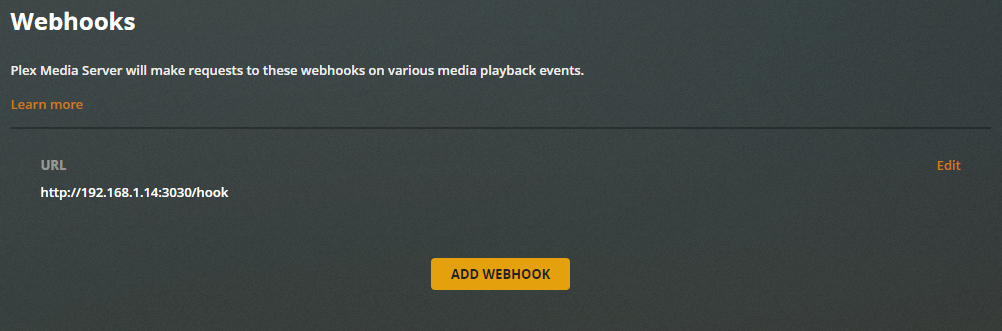 Webhooks
Plex Media Server will make requests to these webhooks on various media playback events.
Learn more
URL
Edit
http://192.168.1.14:3030/hook
ADD WEBHOOK